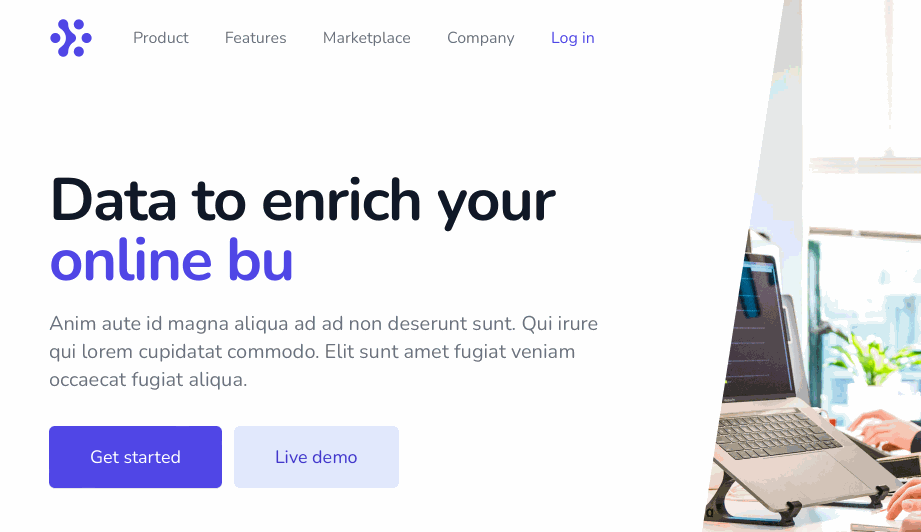 Product Features Marketplace Company Log in
Data to enrich your
online bu
Anim aute id magna aliqua ad ad non deserunt sunt. Qui irure
qui lorem cupidatat commodo. Elit sunt amet fugiat veniam
occaecat fugiat aliqua.
Get started Live demo